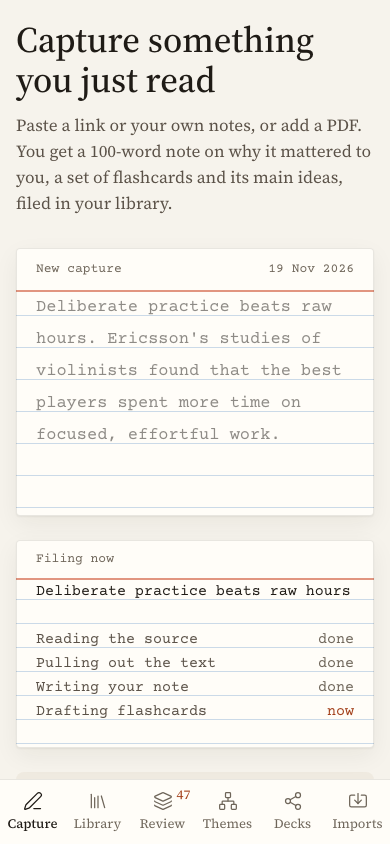 Capture something
you just read
Paste a link or your own notes, or add a PDF.
You get a 100-word note on why it mattered to
you, a set of flashcards and its main ideas,
filed in your library.
New capture 19 Nov 2026
Deliberate practice beats raw
hours. Ericsson's studies of
violinists found that the best
players spent more time on
focused, effortful work.
Filing now
Deliberate practice beats raw hours
Reading the source done
Pulling out the text done
Writing your note done
Drafting flashcards now
47
Capture Library Review Themes Decks Imports